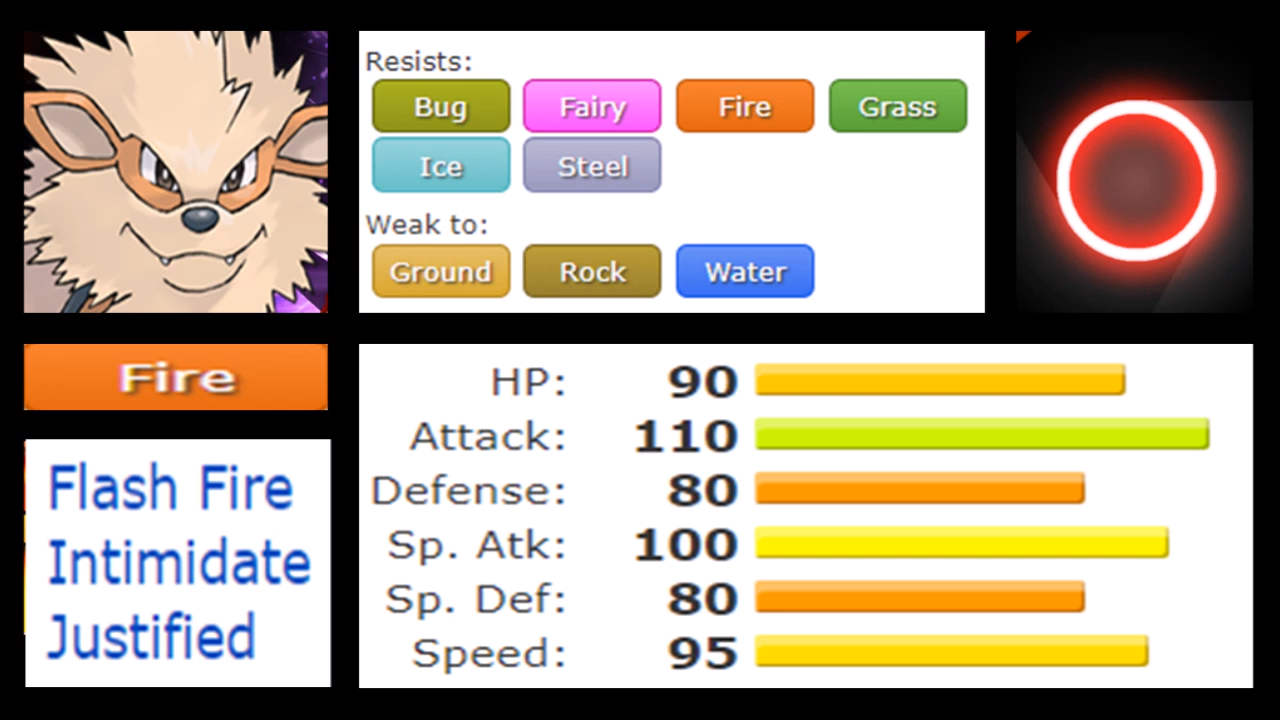 Resists:
Bug Fairy Fire Grass
Ice Steel
Weak to:
Ground Rock Water
Fire
Flash Fire
Intimidate
Justified
HP: 90
Attack: 110
Defense: 80
Sp. Atk: 100
Sp. Def: 80
Speed: 95